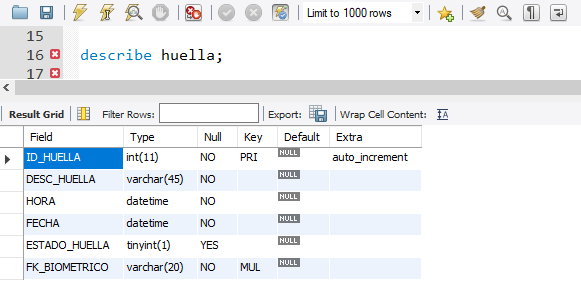 Limit to 1000 rows
15
16 describe huella;
17
Result Grid Filter Rows: Export: Wrap Cell Content: IA
Field Type Null Key Default Extra
ID_HUELLA int(11) NO PRI NULL auto_increment
DESC_HUELLA varchar(45) NO NULL
HORA datetime NO NULL
FECHA datetime NO NULL
ESTADO_HUELLA tinyint(1) YES NULL
FK_BIOMETRICO varchar(20) NO MUL NULL